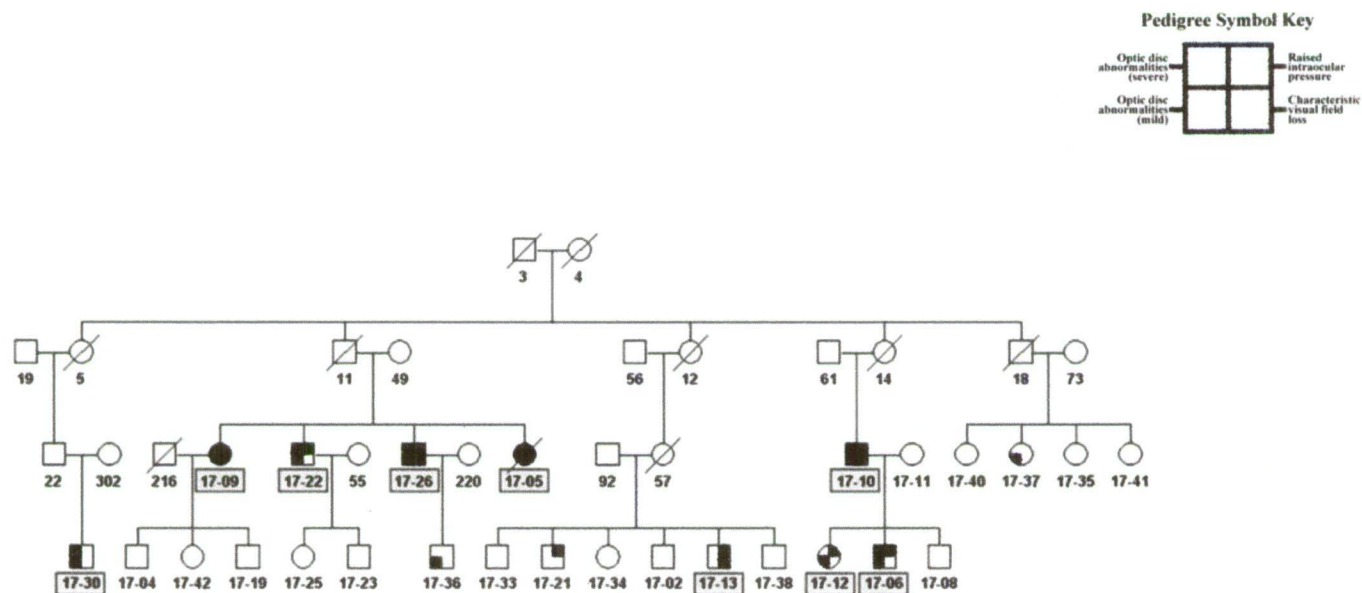 Pedigree Symbol Key
Optic disc
abnormalities
(severe)
Raised
intraocular
pressure
Optic disc
abnormalities
(mild)
Characteristic
visual field
loss
3 4
19 5 11 49 56 12 61 14 18 73
22 302 216 17-09 17-22 55 17-26 220 17-05 92 57 17-10 17-11 17-40 17-37 17-35 17-41
17-30 17-04 17-42 17-19 17-25 17-23 17-36 17-33 17-21 17-34 17-02 17-13 17-38 17-12 17-06 17-08